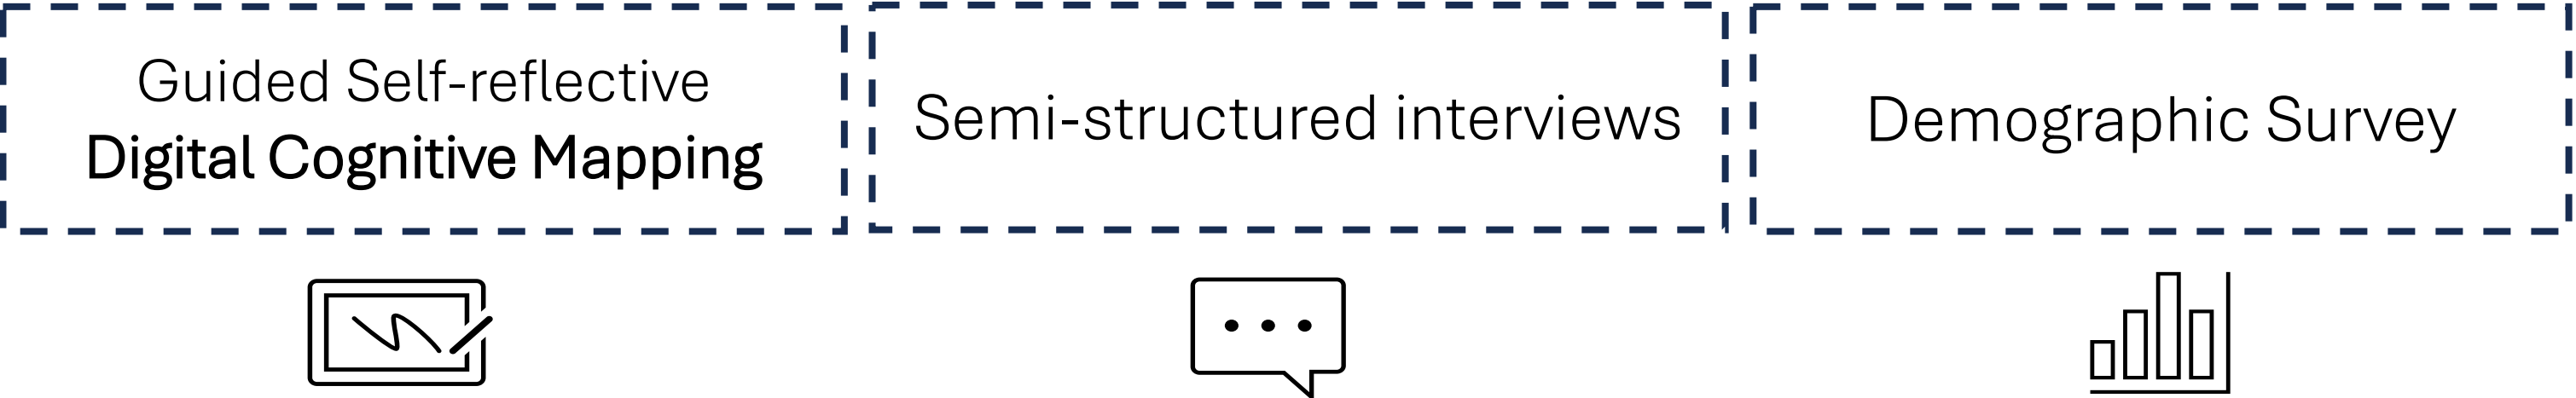 Guided Self-reflective
Digital Cognitive Mapping
Semi-structured interviews
Demographic Survey